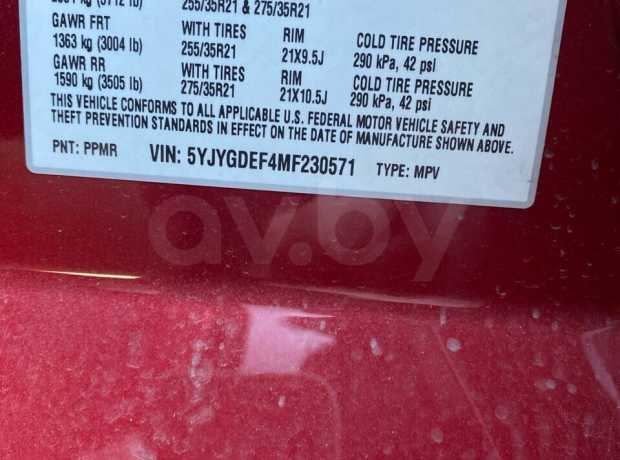 255/35R21 & 275/35R21
GAWR FRT WITH TIRES RIM COLD TIRE PRESSURE
1363 kg (3004 lb) 255/35R21 21X9.5J 290 kPa, 42 psi
GAWR RR WITH TIRES RIM COLD TIRE PRESSURE
1590 kg (3505 lb) 275/35R21 21X10.5J 290 kPa, 42 psi
THIS VEHICLE CONFORMS TO ALL APPLICABLE U.S. FEDERAL MOTOR VEHICLE SAFETY AND
THEFT PREVENTION STANDARDS IN EFFECT ON THE DATE OF MANUFACTURE SHOWN ABOVE.
PNT: PPMR VIN: 5YJYGDEF4MF230571 TYPE: MPV
av.by